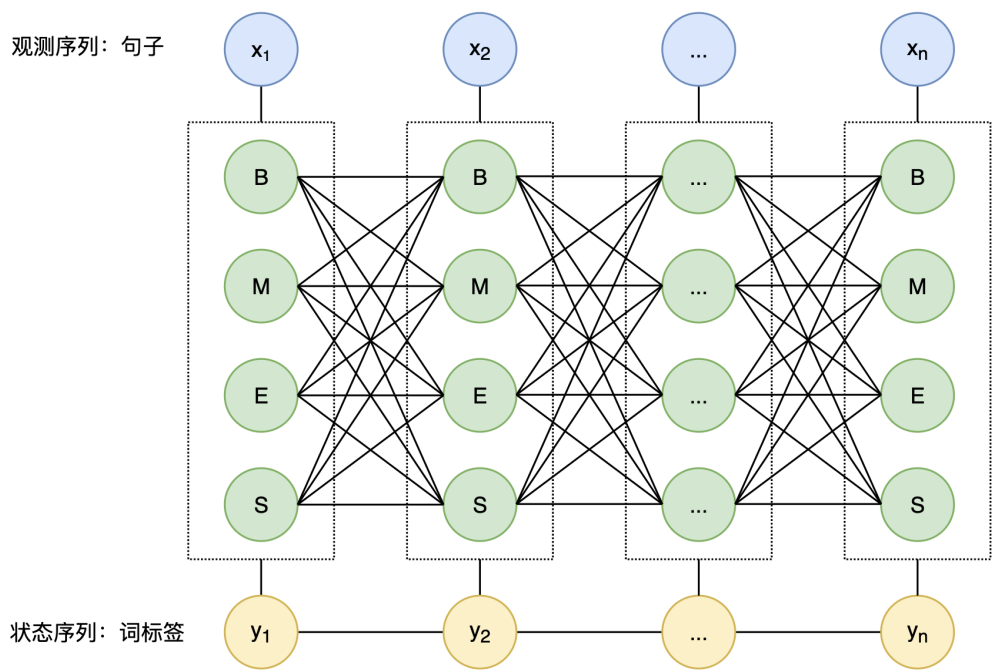 观测序列：句子 x1 x2 ... xn
B B ... B
M M ... M
E E ... E
S S ... S
状态序列：词标签 y1 y2 ... yn